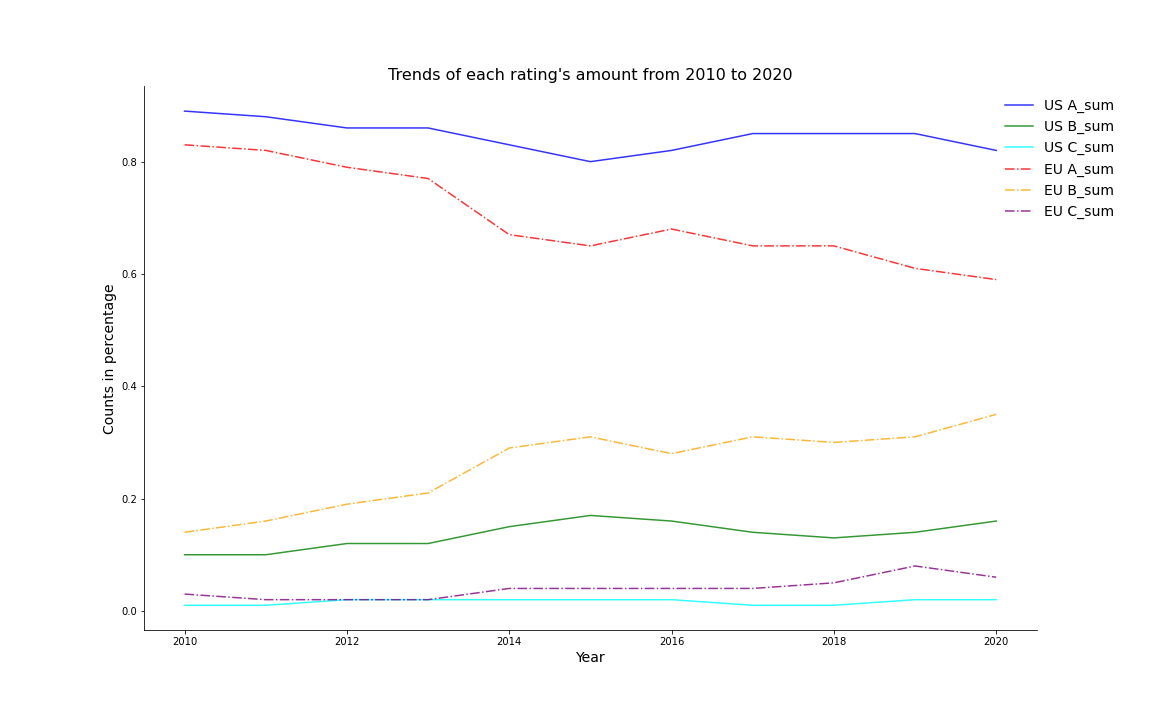 Trends of each rating's amount from 2010 to 2020
US A_sum
US B_sum
US C_sum
EU A_sum
EU B_sum
EU C_sum
Counts in percentage
0.8
0.6
0.4
0.2
0.0
2010 2012 2014 2016 2018 2020
Year